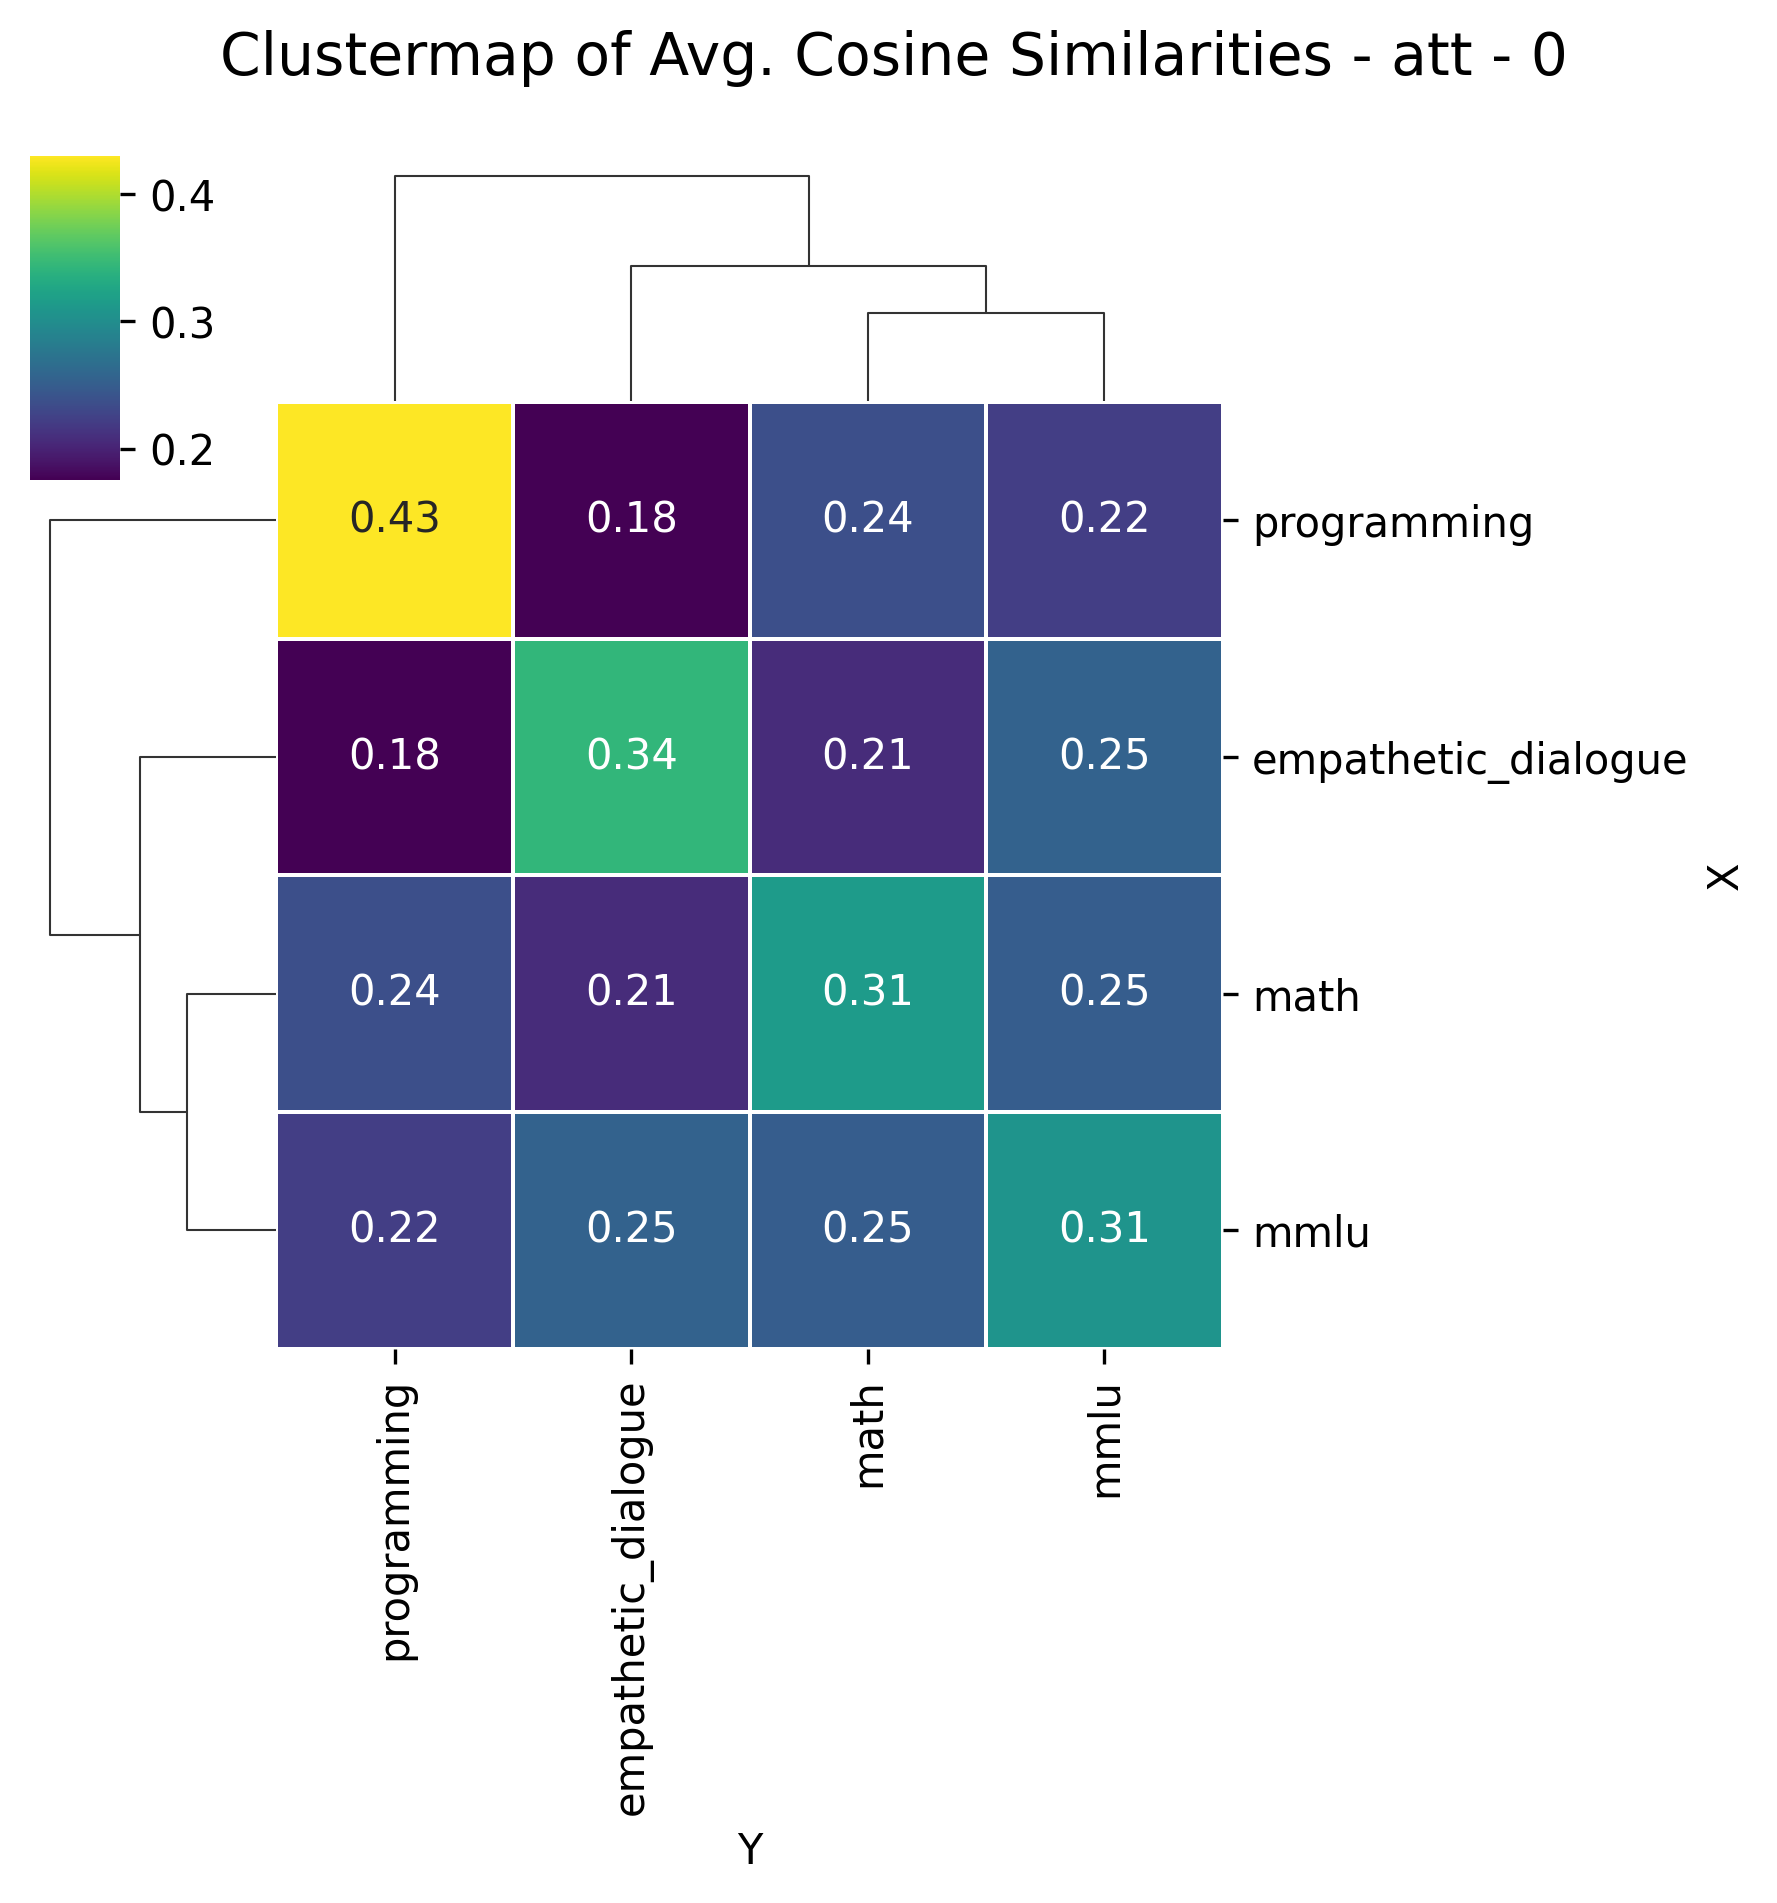 Clustermap of Avg. Cosine Similarities - att - 0
0.4
0.3
0.2
0.43 0.18 0.24 0.22 programming
0.18 0.34 0.21 0.25 empathetic_dialogue
X
0.24 0.21 0.31 0.25 math
0.22 0.25 0.25 0.31 mmlu
programming
empathetic_dialogue
math
mmlu
Y